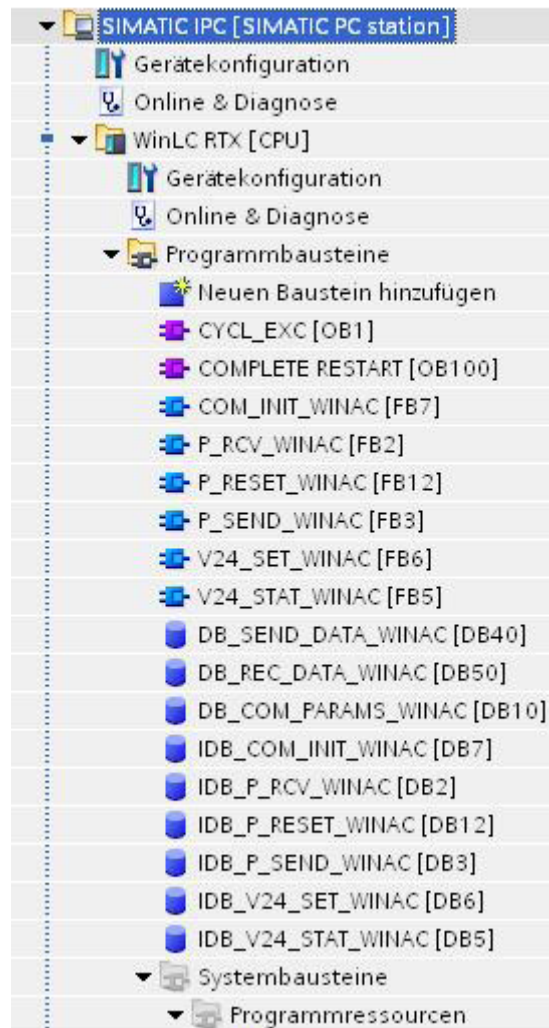 SIMATIC IPC [SIMATIC PC station]
Gerätekonfiguration
Online & Diagnose
WinLC RTX [CPU]
Gerätekonfiguration
Online & Diagnose
Programmbausteine
Neuen Baustein hinzufügen
CYCL_EXC [OB1]
COMPLETE RESTART [OB100]
COM_INIT_WINAC [FB7]
P_RCV_WINAC [FB2]
P_RESET_WINAC [FB12]
P_SEND_WINAC [FB3]
V24_SET_WINAC [FB6]
V24_STAT_WINAC [FB5]
DB_SEND_DATA_WINAC [DB40]
DB_REC_DATA_WINAC [DB50]
DB_COM_PARAMS_WINAC [DB10]
IDB_COM_INIT_WINAC [DB7]
IDB_P_RCV_WINAC [DB2]
IDB_P_RESET_WINAC [DB12]
IDB_P_SEND_WINAC [DB3]
IDB_V24_SET_WINAC [DB6]
IDB_V24_STAT_WINAC [DB5]
Systembausteine
Programmressourcen